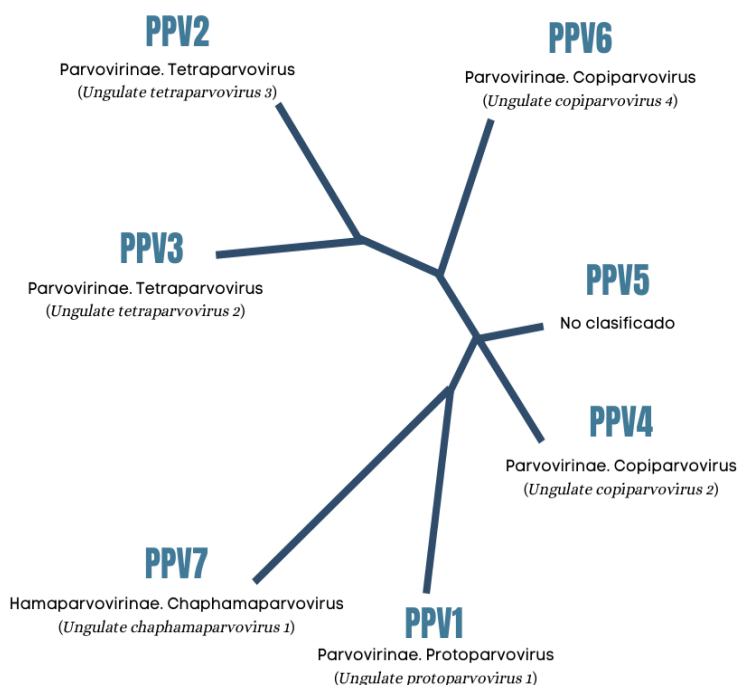 PPV2
Parvovirinae. Tetraparvovirus
(Ungulate tetraparvovirus 3)
PPV6
Parvovirinae. Copiparvovirus
(Ungulate copiparvovirus 4)
PPV3
Parvovirinae. Tetraparvovirus
(Ungulate tetraparvovirus 2)
PPV5
No clasificado
PPV4
Parvovirinae. Copiparvovirus
(Ungulate copiparvovirus 2)
PPV7
Hamaparvovirinae. Chaphamaparvovirus
(Ungulate chaphamaparvovirus 1)
PPV1
Parvovirinae. Protoparvovirus
(Ungulate protoparvovirus 1)